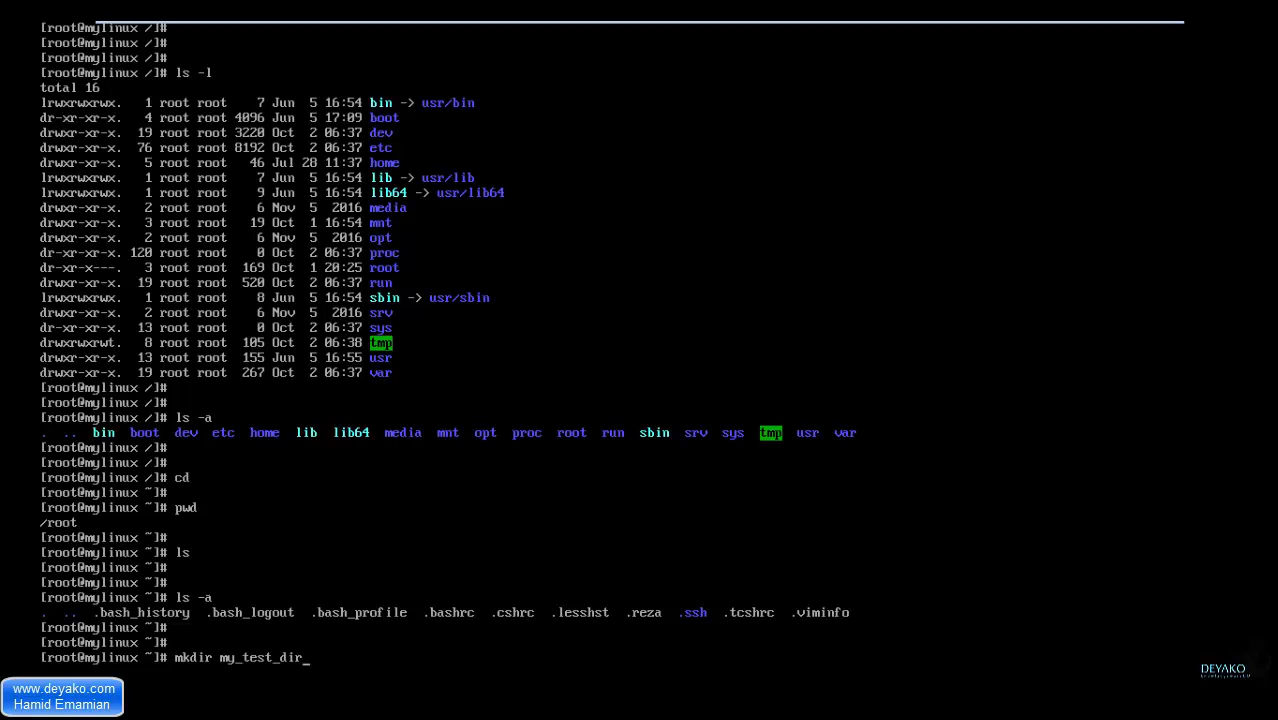 [root@mylinux /]#
[root@mylinux /]#
[root@mylinux /]#
[root@mylinux /]# ls -l
total 16
lrwxrwxrwx.   1 root root    7 Jun  5 16:54 bin -> usr/bin
dr-xr-xr-x.   4 root root 4096 Jun  5 17:09 boot
drwxr-xr-x.  19 root root 3220 Oct  2 06:37 dev
drwxr-xr-x.  76 root root 8192 Oct  2 06:37 etc
drwxr-xr-x.   5 root root   46 Jul 28 11:37 home
lrwxrwxrwx.   1 root root    7 Jun  5 16:54 lib -> usr/lib
lrwxrwxrwx.   1 root root    9 Jun  5 16:54 lib64 -> usr/lib64
drwxr-xr-x.   2 root root    6 Nov  5  2016 media
drwxr-xr-x.   3 root root   19 Oct  1 16:54 mnt
drwxr-xr-x.   2 root root    6 Nov  5  2016 opt
dr-xr-xr-x. 120 root root    0 Oct  2 06:37 proc
dr-xr-x---.   3 root root  169 Oct  1 20:25 root
drwxr-xr-x.  19 root root  520 Oct  2 06:37 run
lrwxrwxrwx.   1 root root    8 Jun  5 16:54 sbin -> usr/sbin
drwxr-xr-x.   2 root root    6 Nov  5  2016 srv
dr-xr-xr-x.  13 root root    0 Oct  2 06:37 sys
drwxrwxrwt.   8 root root  105 Oct  2 06:38 tmp
drwxr-xr-x.  13 root root  155 Jun  5 16:55 usr
drwxr-xr-x.  19 root root  267 Oct  2 06:37 var
[root@mylinux /]#
[root@mylinux /]#
[root@mylinux /]# ls -a
.  ..  bin  boot  dev  etc  home  lib  lib64  media  mnt  opt  proc  root  run  sbin  srv  sys  tmp  usr  var
[root@mylinux /]#
[root@mylinux /]#
[root@mylinux /]# cd
[root@mylinux ~]#
[root@mylinux ~]# pwd
/root
[root@mylinux ~]#
[root@mylinux ~]# ls
[root@mylinux ~]#
[root@mylinux ~]#
[root@mylinux ~]# ls -a
.  ..  .bash_history  .bash_logout  .bash_profile  .bashrc  .cshrc  .lesshst  .reza  .ssh  .tcshrc  .viminfo
[root@mylinux ~]#
[root@mylinux ~]#
[root@mylinux ~]# mkdir my_test_dir_
DEYAKO
www.deyako.com
Hamid Emamian